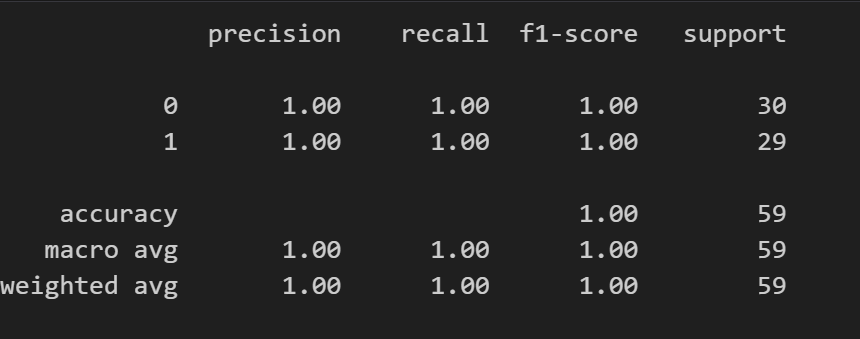 precision recall f1-score support
0 1.00 1.00 1.00 30
1 1.00 1.00 1.00 29
accuracy 1.00 59
macro avg 1.00 1.00 1.00 59
weighted avg 1.00 1.00 1.00 59